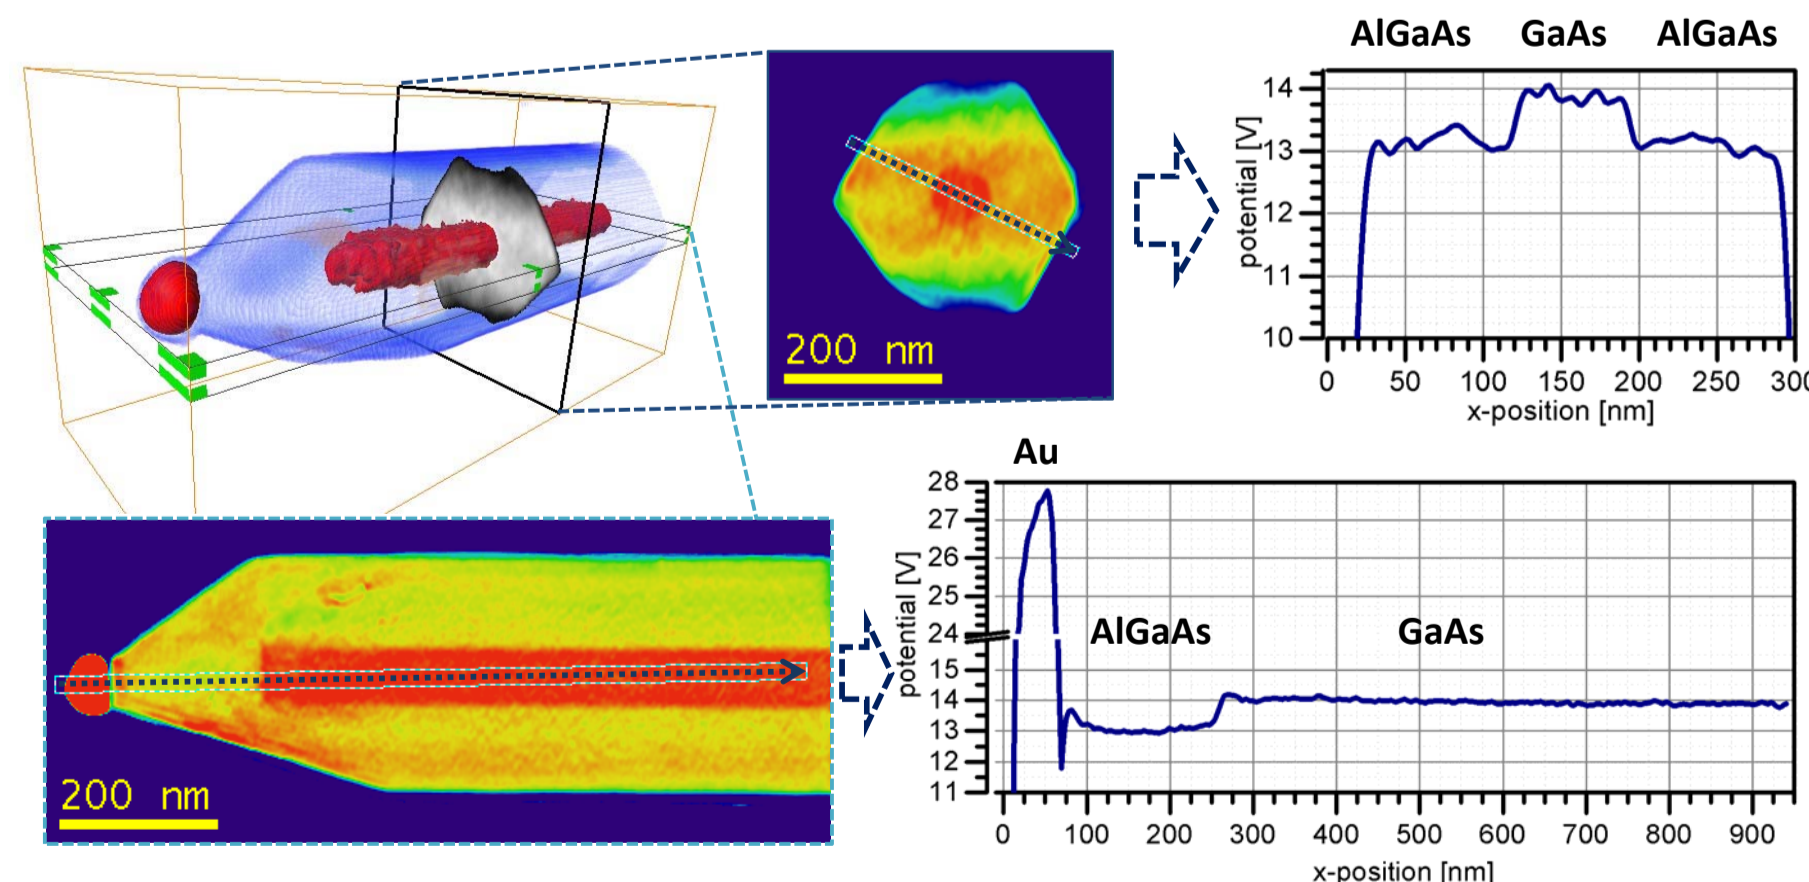 AlGaAs GaAs AlGaAs
14
13
12
11
10
potential [V]
0 50 100 150 200 250 300
x-position [nm]
200 nm
Au
28
27
26
25
24
15
14
13
12
11
potential [V]
AlGaAs GaAs
0 100 200 300 400 500 600 700 800 900
x-position [nm]
200 nm